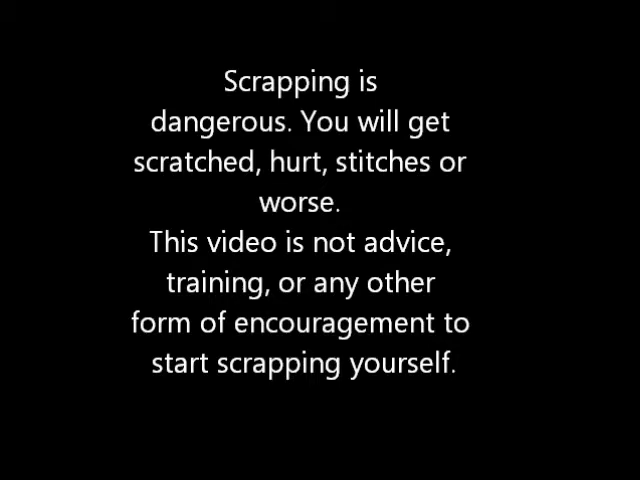 Scrapping is
dangerous. You will get
scratched, hurt, stitches or
worse.
This video is not advice,
training, or any other
form of encouragement to
start scrapping yourself.